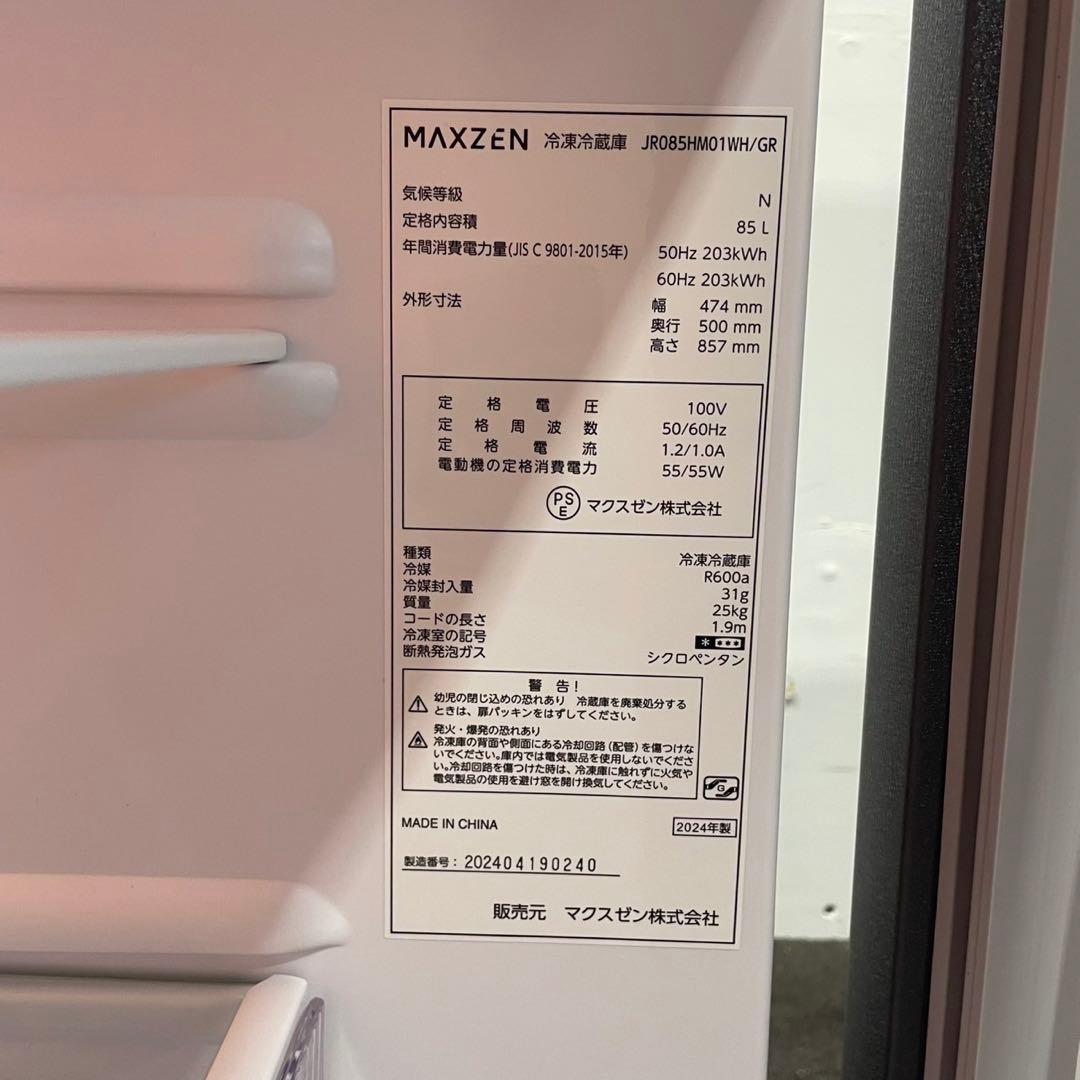 MAXZEN 冷凍冷蔵庫 JR085HM01WH/GR
気候等級 N
定格内容積 85 L
年間消費電力量(JIS C 9801-2015年) 50Hz 203kWh
60Hz 203kWh
外形寸法 幅 474 mm
奥行 500 mm
高さ 857 mm
定格電圧 100V
定格周波数 50/60Hz
定格電流 1.2/1.0A
電動機の定格消費電力 55/55W
PSE マクスゼン株式会社
種類 冷凍冷蔵庫
冷媒 R600a
冷媒封入量 31g
質量 25kg
コードの長さ 1.9m
冷凍室の記号 * ***
断熱発泡ガス シクロペンタン
警 告!
幼児の閉じ込めの恐れあり 冷蔵庫を廃棄処分する
ときは、扉パッキンをはずしてください。
発火・爆発の恐れあり
冷凍庫の背面や側面にある冷却回路(配管)を傷つけな
いでください。庫内では電気製品を使用しないでくださ
い。冷却回路を傷つけた時は、冷凍庫に触れずに火気や
電気製品の使用を避け窓を開け換気してください。
G
MADE IN CHINA 2024年製
製造番号: 202404190240
販売元 マクスゼン株式会社